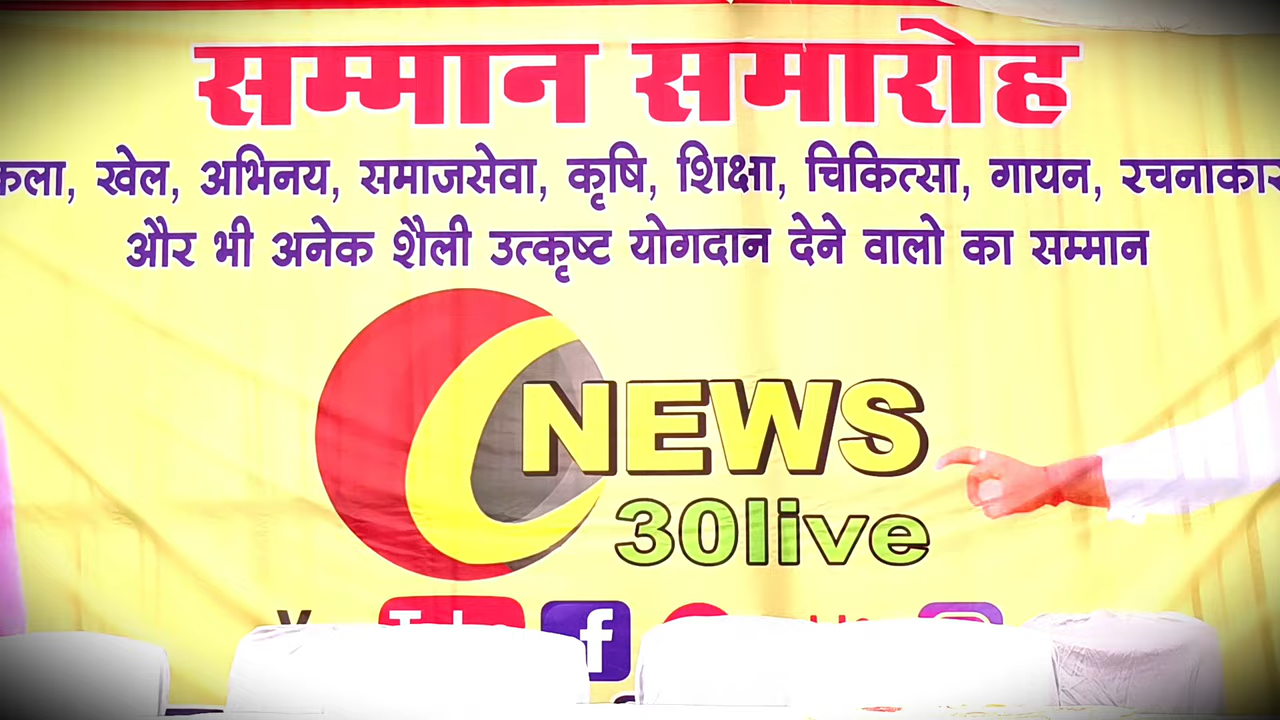 सम्मान समारोह
कला, खेल, अभिनय, समाजसेवा, कृषि, शिक्षा, चिकित्सा, गायन, रचनाकार
और भी अनेक शैली उत्कृष्ट योगदान देने वालो का सम्मान
NEWS
30live
f